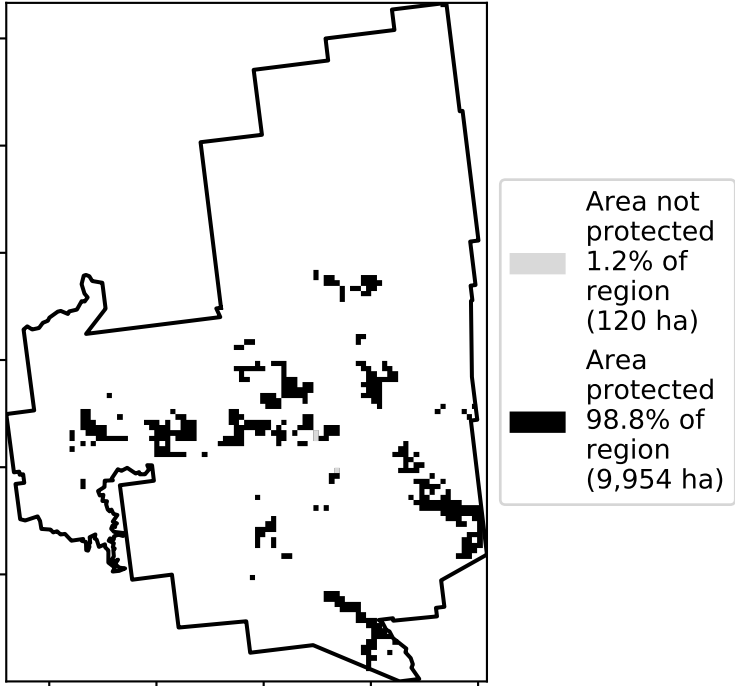 Area not
protected
1.2% of
region
(120 ha)
Area
protected
98.8% of
region
(9,954 ha)